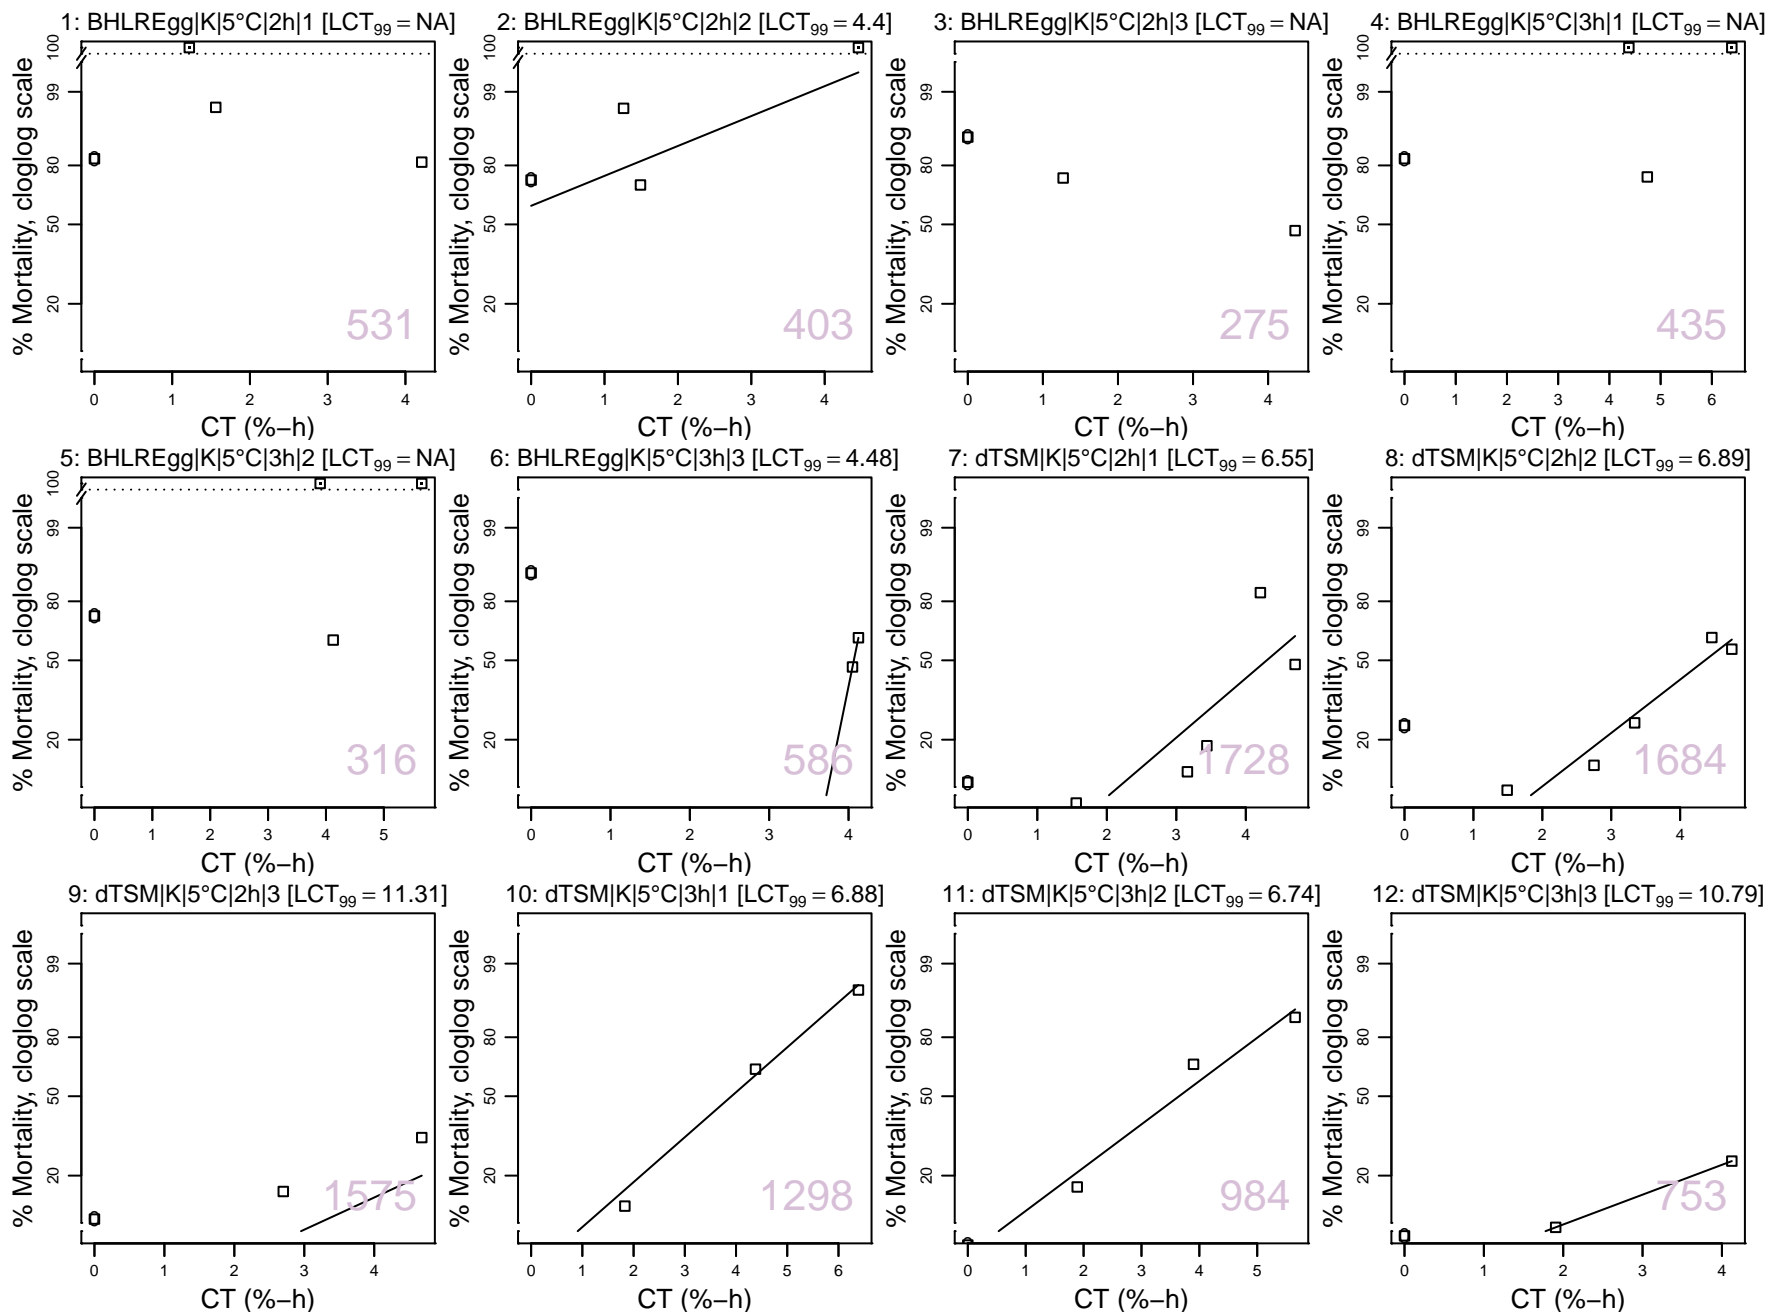 1: BHLREgg|K|5°C|2h|1 [LCT99 = NA]
% Mortality, cloglog scale
100
99
80
50
20
531
0 1 2 3 4
CT (%−h)
2: BHLREgg|K|5°C|2h|2 [LCT99 = 4.4]
% Mortality, cloglog scale
100
99
80
50
20
403
0 1 2 3 4
CT (%−h)
3: BHLREgg|K|5°C|2h|3 [LCT99 = NA]
% Mortality, cloglog scale
100
99
80
50
20
275
0 1 2 3 4
CT (%−h)
4: BHLREgg|K|5°C|3h|1 [LCT99 = NA]
% Mortality, cloglog scale
100
99
80
50
20
435
0 1 2 3 4 5 6
CT (%−h)
5: BHLREgg|K|5°C|3h|2 [LCT99 = NA]
% Mortality, cloglog scale
100
99
80
50
20
316
0 1 2 3 4 5
CT (%−h)
6: BHLREgg|K|5°C|3h|3 [LCT99 = 4.48]
% Mortality, cloglog scale
99
80
50
20
586
0 1 2 3 4
CT (%−h)
7: dTSM|K|5°C|2h|1 [LCT99 = 6.55]
% Mortality, cloglog scale
99
80
50
20
1728
0 1 2 3 4
CT (%−h)
8: dTSM|K|5°C|2h|2 [LCT99 = 6.89]
% Mortality, cloglog scale
99
80
50
20
1684
0 1 2 3 4
CT (%−h)
9: dTSM|K|5°C|2h|3 [LCT99 = 11.31]
% Mortality, cloglog scale
99
80
50
20
1575
0 1 2 3 4
CT (%−h)
10: dTSM|K|5°C|3h|1 [LCT99 = 6.88]
% Mortality, cloglog scale
99
80
50
20
1298
0 1 2 3 4 5 6
CT (%−h)
11: dTSM|K|5°C|3h|2 [LCT99 = 6.74]
% Mortality, cloglog scale
99
80
50
20
984
0 1 2 3 4 5
CT (%−h)
12: dTSM|K|5°C|3h|3 [LCT99 = 10.79]
% Mortality, cloglog scale
99
80
50
20
753
0 1 2 3 4
CT (%−h)